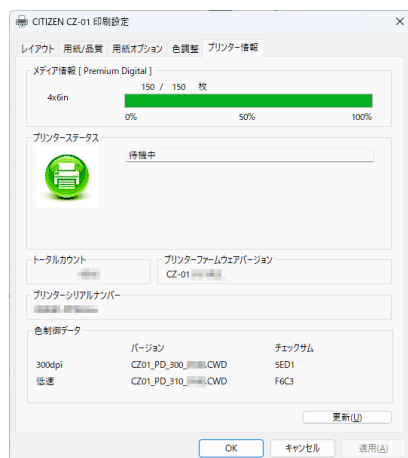 CITIZEN CZ-01 印刷設定
レイアウト 用紙/品質 用紙オプション 色調整 プリンター情報
メディア情報 [ Premium Digital ]
150 / 150 枚
4x6in
0% 50% 100%
プリンターステータス
待機中
トータルカウント
プリンターファームウェアバージョン
CZ-01
プリンターシリアルナンバー
色制御データ
バージョン チェックサム
300dpi CZ01_PD_300_ .CWD 5ED1
低速 CZ01_PD_310_ .CWD F6C3
更新(U)
OK キャンセル 適用(A)